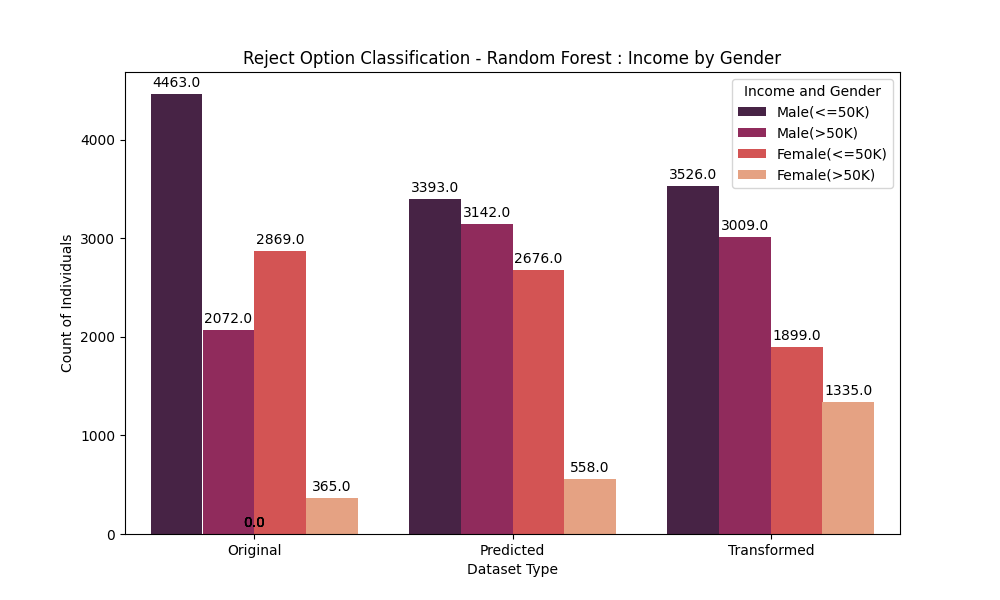 Reject Option Classification - Random Forest : Income by Gender
Income and Gender
Male(<=50K)
Male(>50K)
Female(<=50K)
Female(>50K)
Count of Individuals
4000
3000
2000
1000
0
4463.0
2072.0
2869.0
365.0
0.0
3393.0
3142.0
2676.0
558.0
3526.0
3009.0
1899.0
1335.0
Original
Predicted
Transformed
Dataset Type